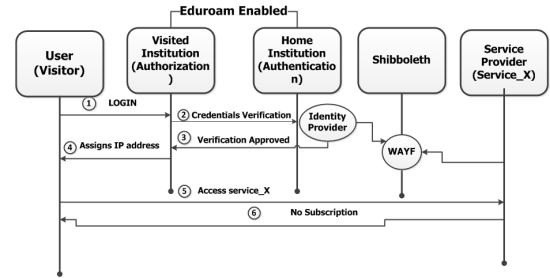 Eduroam Enabled
User
(Visitor)
Visited
Institution
(Authorization
)
Home
Institution
(Authenticatio
n)
Shibboleth
Service
Provider
(Service_X)
1 LOGIN
2 Credentials Verification
Identity
Provider
3 Verification Approved
4 Assigns IP address
WAYF
5 Access service_X
6 No Subscription